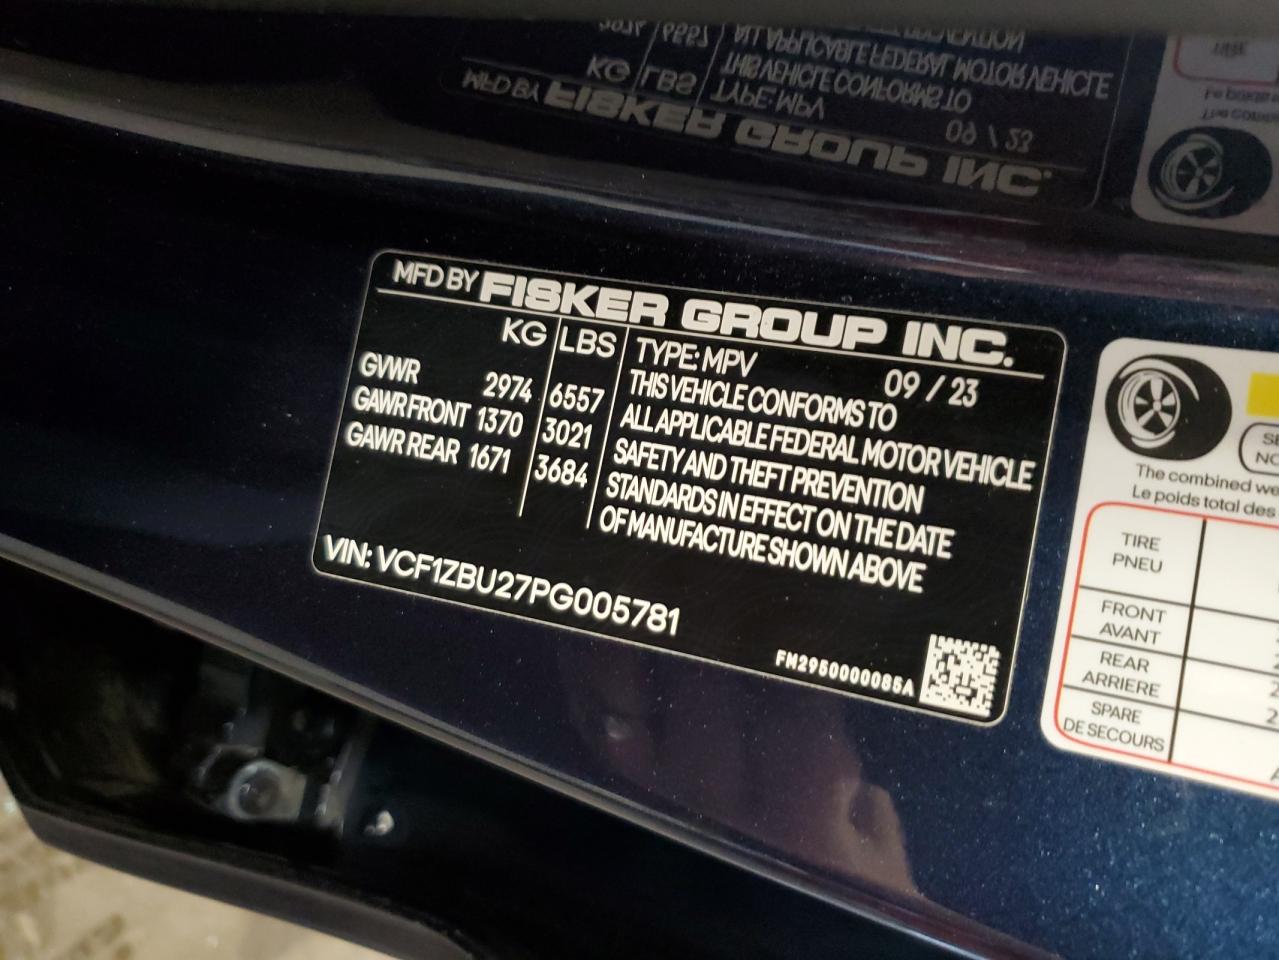 MFD BY FISKER GROUP INC.
KG LBS
GVWR 2974 6557
GAWR FRONT 1370 3021
GAWR REAR 1671 3684
TYPE: MPV 09 / 23
THIS VEHICLE CONFORMS TO
ALL APPLICABLE FEDERAL MOTOR VEHICLE
SAFETY AND THEFT PREVENTION
STANDARDS IN EFFECT ON THE DATE
OF MANUFACTURE SHOWN ABOVE
VIN: VCF1ZBU27PG005781
FM2950000085A
The combined
Le poids total des
TIRE
PNEU
FRONT
AVANT
REAR
ARRIERE
SPARE
DE SECOURS